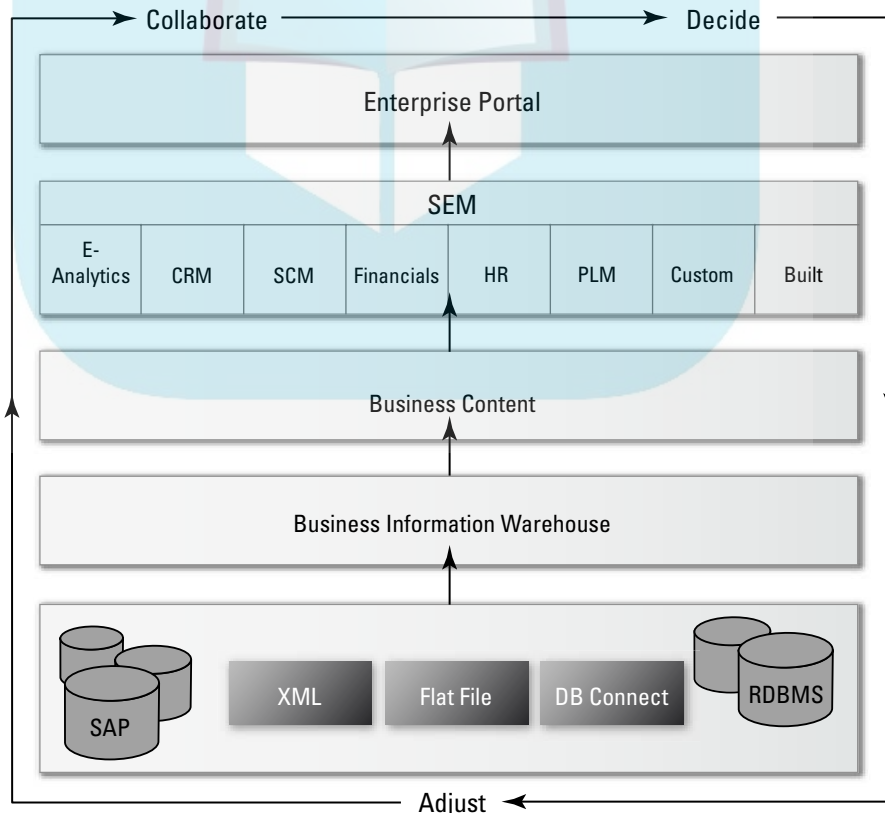 Collaborate
Decide
Enterprise Portal
SEM
E-
Analytics
CRM
SCM
Financials
HR
PLM
Custom
Built
Business Content
Business Information Warehouse
SAP
XML
Flat File
DB Connect
RDBMS
Adjust